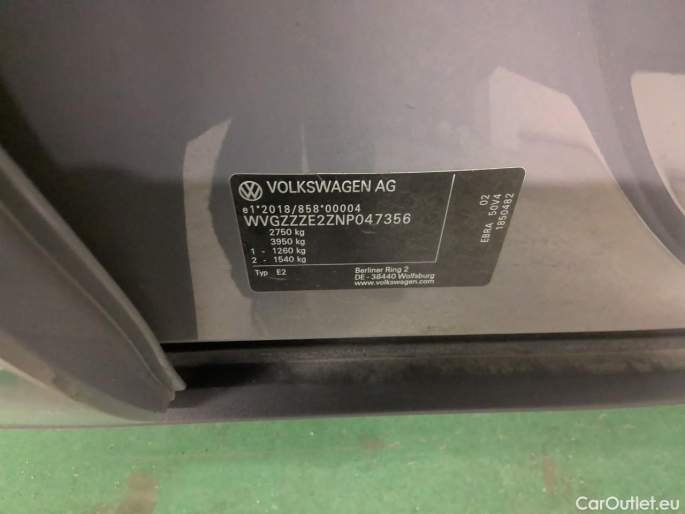 VOLKSWAGEN AG
e1*2018/858*00004
WVGZZZE2ZNP047356
2750 kg
3950 kg
1 - 1260 kg
2 - 1540 kg
Typ E2
Berliner Ring 2
DE - 38440 Wolfsburg
www.volkswagen.com
02
EBRA 50V4
1850482
CarOutlet.eu